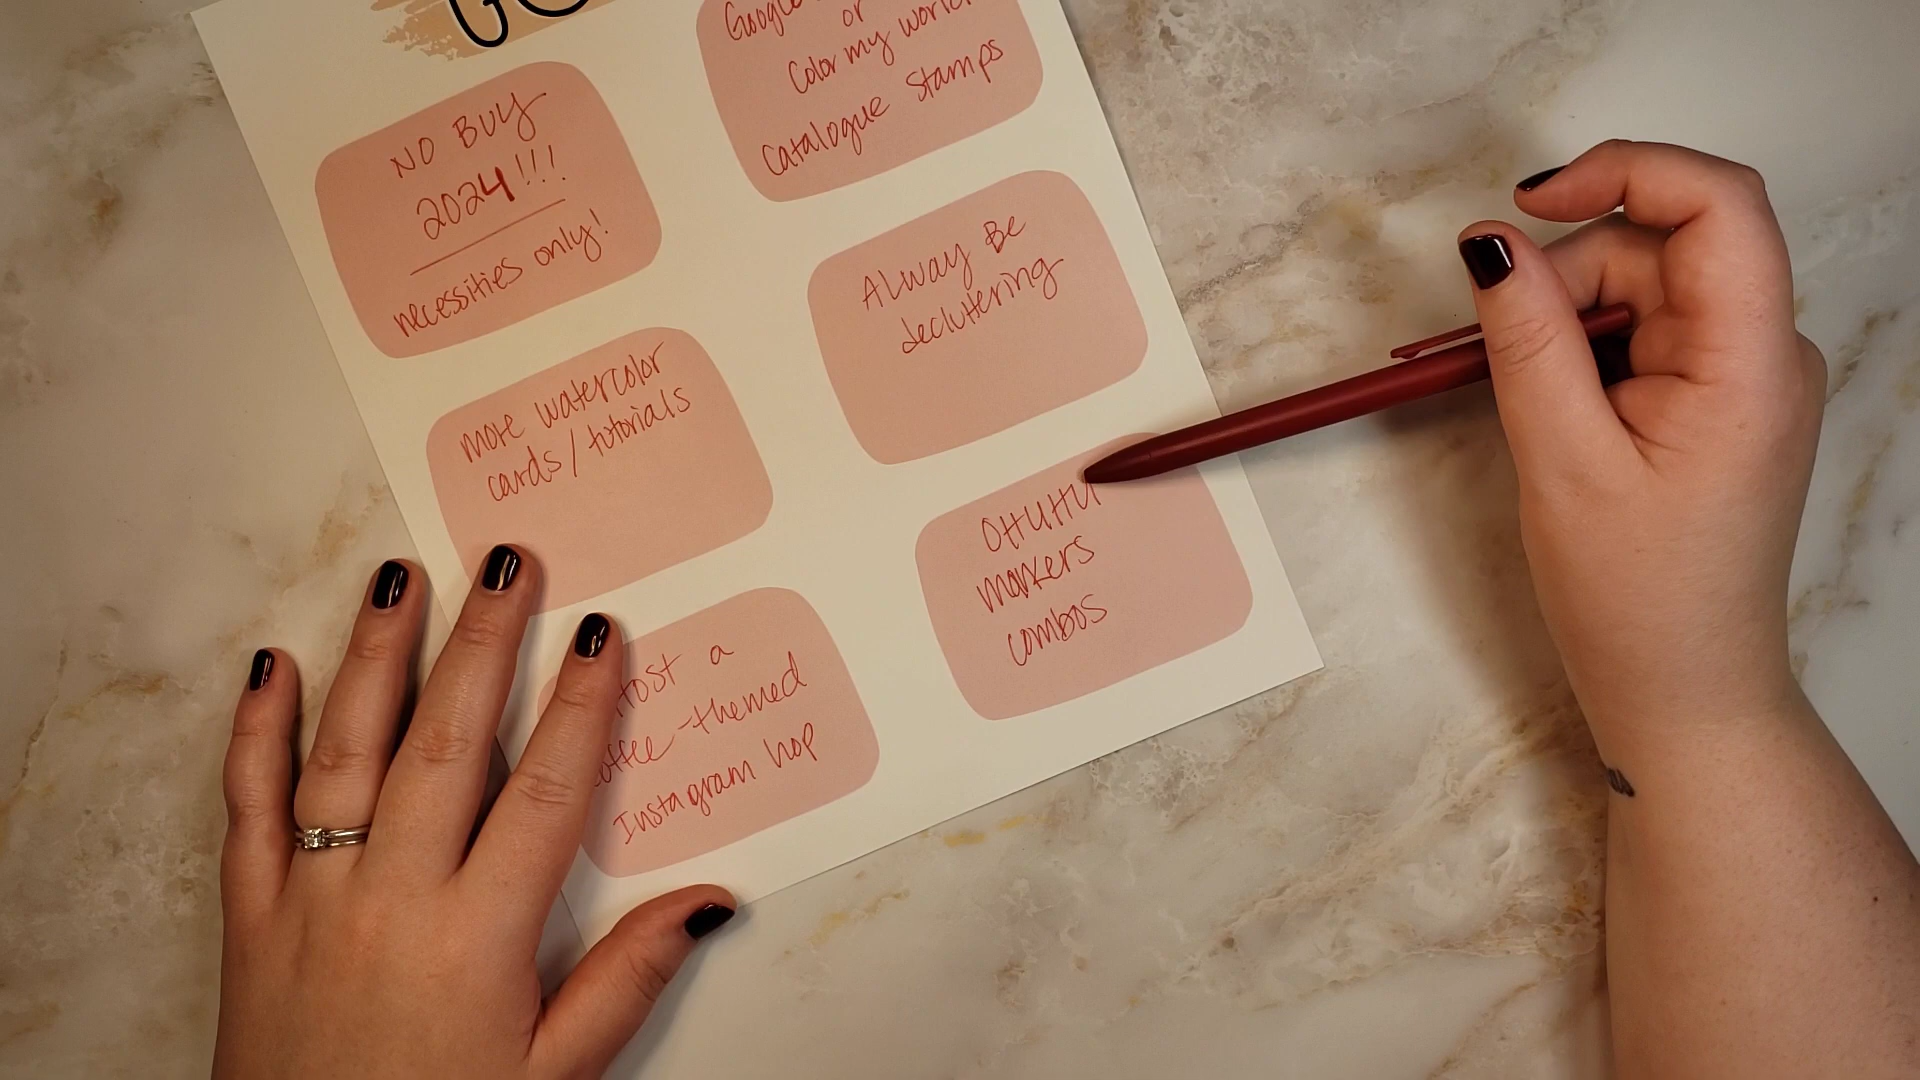 NO BUY
2024!!!
necessities only!
Google
or
Color my world
Catalogue Stamps
more watercolor
cards / tutorials
Alway Be
decluttering
Host a
coffee-themed
Instagram hop
OHUHU
markers
combos